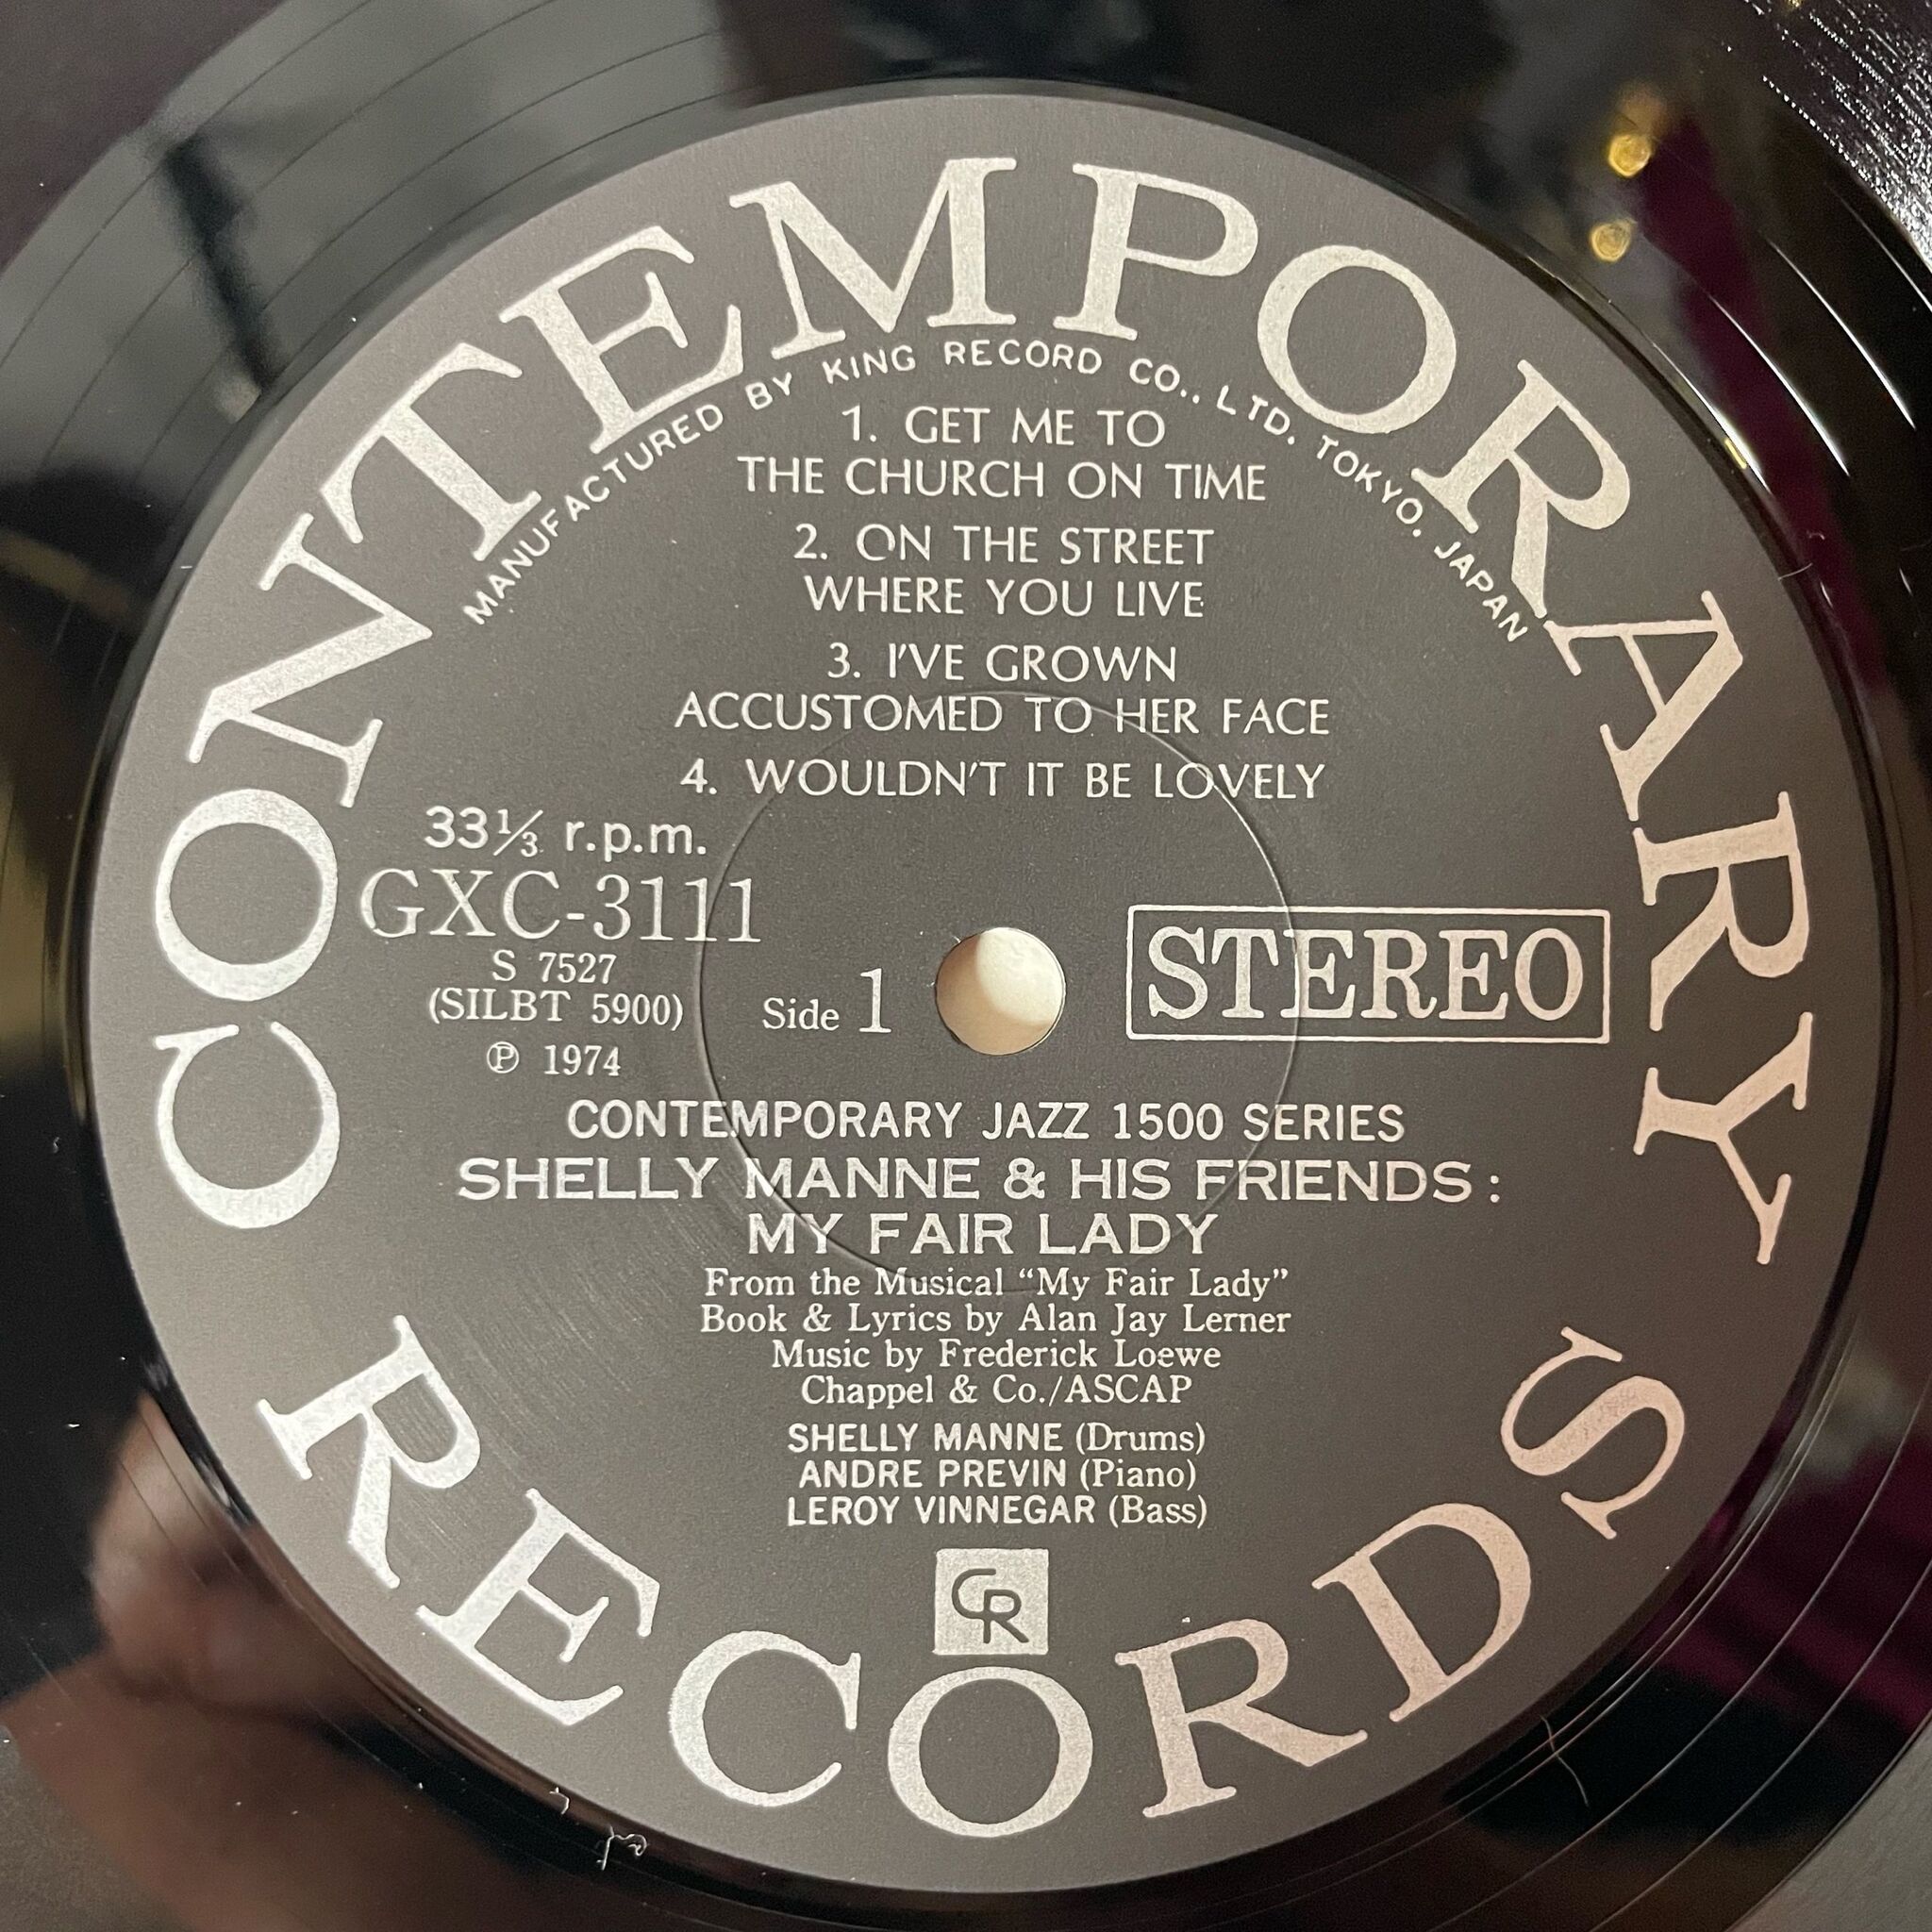 CONTEMPORARY
MANUFACTURED BY KING RECORD CO., LTD. TOKYO. JAPAN
1. GET ME TO
THE CHURCH ON TIME
2. ON THE STREET
WHERE YOU LIVE
3. I'VE GROWN
ACCUSTOMED TO HER FACE
4. WOULDN'T IT BE LOVELY
33⅓ r.p.m.
GXC-3111
S 7527
(SILBT 5900)
℗ 1974
Side 1
STEREO
CONTEMPORARY JAZZ 1500 SERIES
SHELLY MANNE & HIS FRIENDS:
MY FAIR LADY
From the Musical “My Fair Lady”
Book & Lyrics by Alan Jay Lerner
Music by Frederick Loewe
Chappel & Co./ASCAP
SHELLY MANNE (Drums)
ANDRE PREVIN (Piano)
LEROY VINNEGAR (Bass)
CR
RECORDS